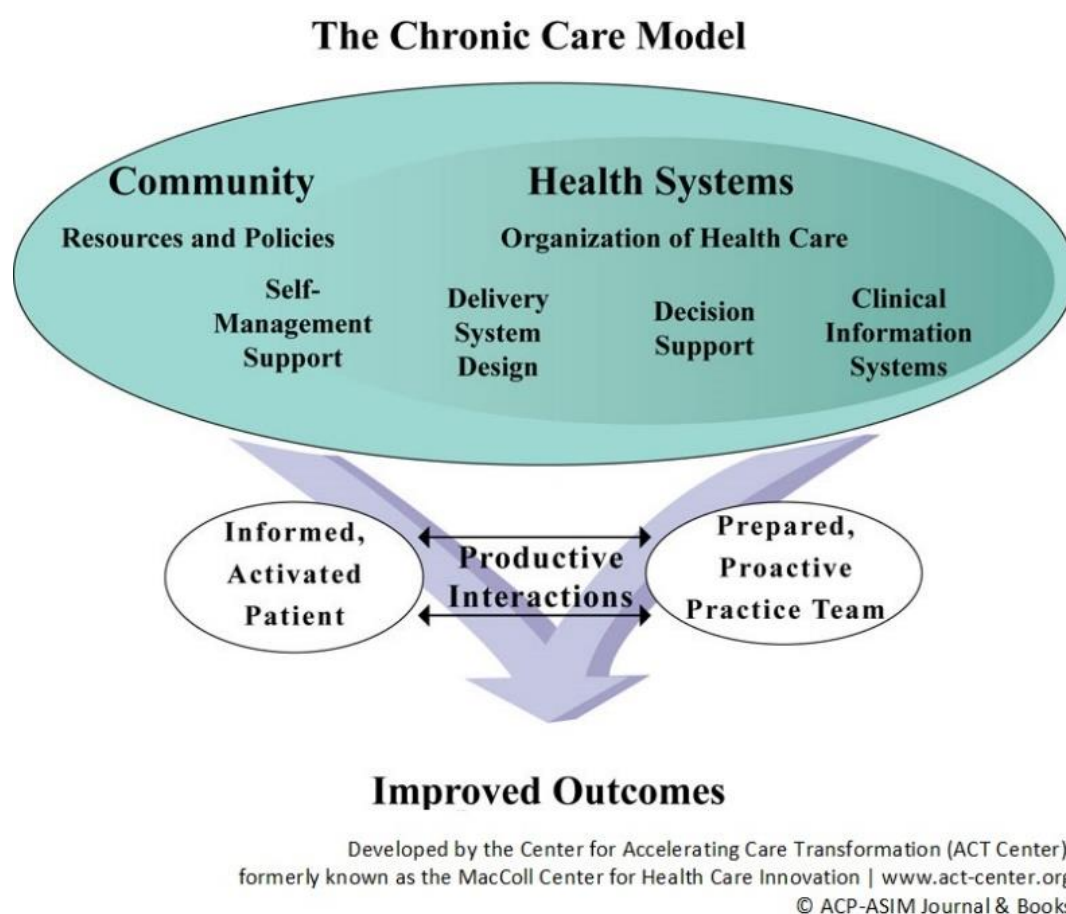 The Chronic Care Model
Community
Resources and Policies
Health Systems
Organization of Health Care
Self-
Management
Support
Delivery
System
Design
Decision
Support
Clinical
Information
Systems
Informed,
Activated
Patient
Productive
Interactions
Prepared,
Proactive
Practice Team
Improved Outcomes
Developed by the Center for Accelerating Care Transformation (ACT Center)
formerly known as the MacColl Center for Health Care Innovation | www.act-center.org
© ACP-ASIM Journal & Books